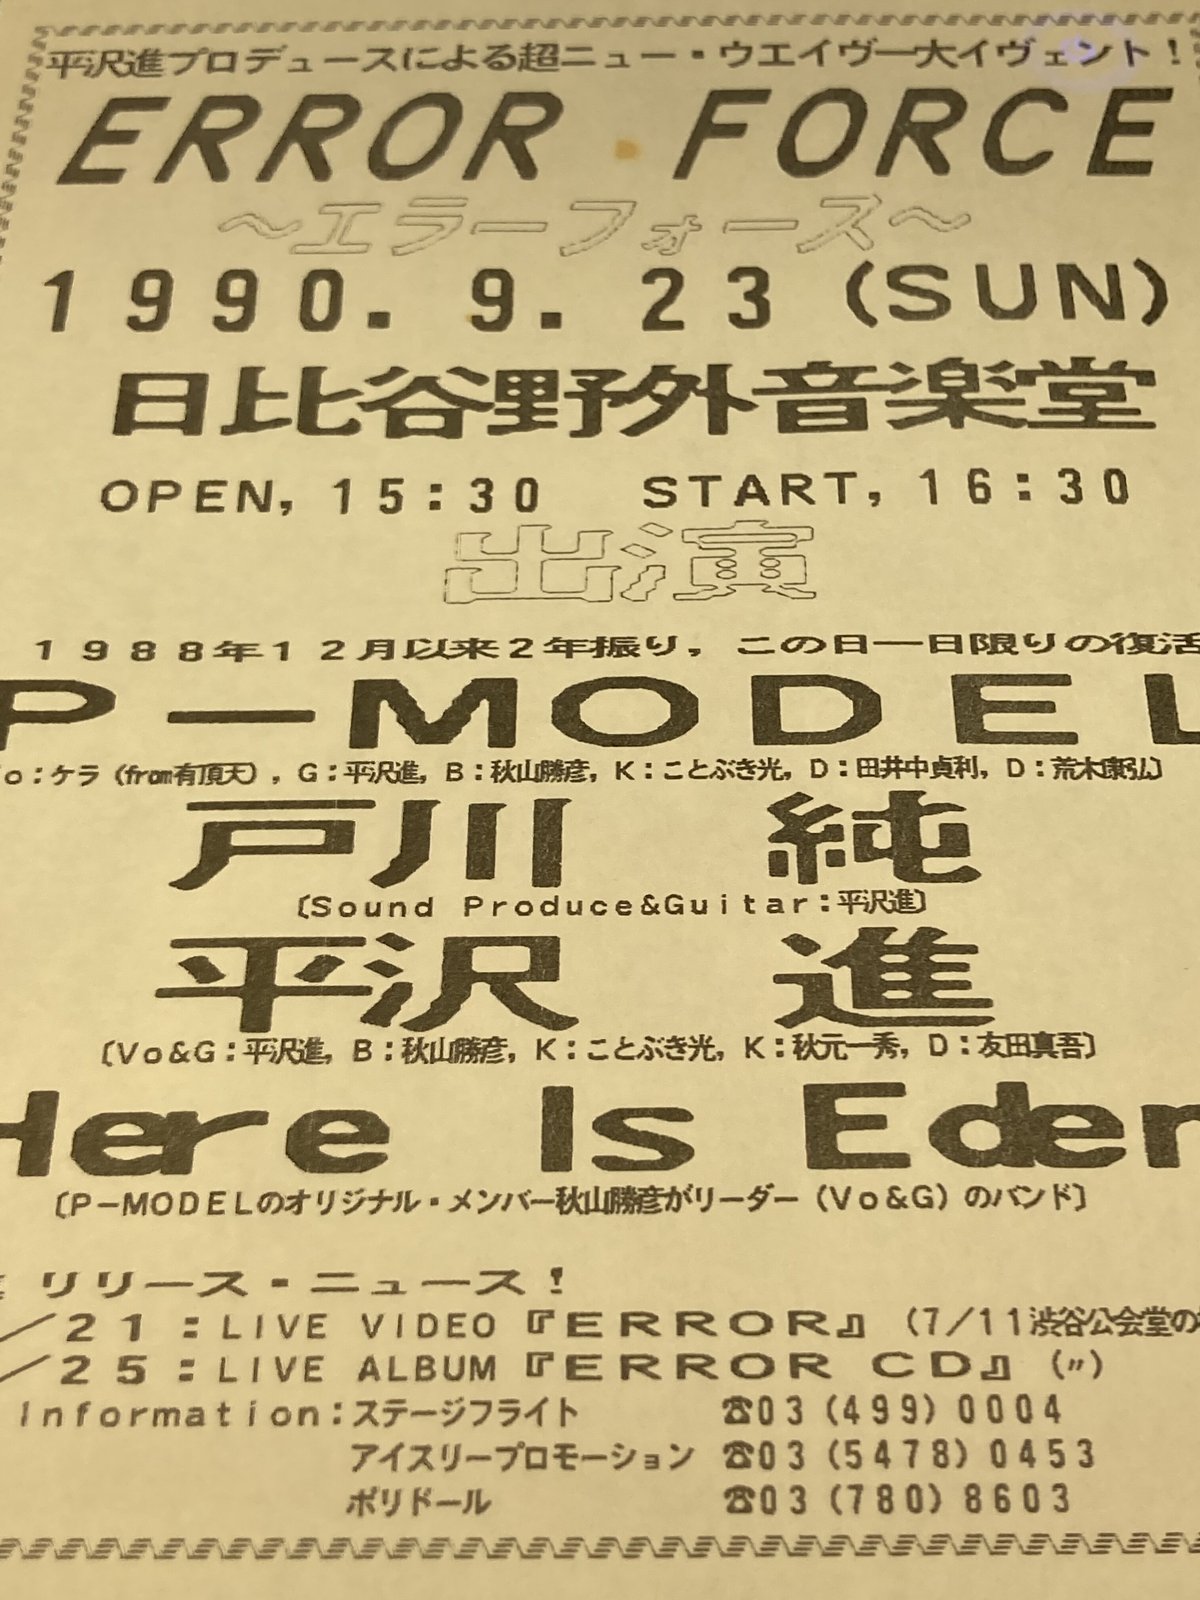 平沢進プロデュースによる超ニュー・ウエイヴ一大イヴェント!
ERROR FORCE
〜エラーフォース〜
1990.9.23(SUN)
日比谷野外音楽堂
OPEN, 15:30 START, 16:30
出演
1988年12月以来2年振り,この日一日限りの復活
P-MODEL
o:ケラ(from有頂天), G:平沢進, B:秋山勝彦, K:ことぶき光, D:田井中貞利, D:荒木康弘〕
戸川 純
〔Sound Produce&Guitar:平沢進〕
平沢 進
〔Vo&G:平沢進, B:秋山勝彦, K:ことぶき光, K:秋元一秀, D:友田真吾〕
Here Is Eden
〔P-MODELのオリジナル・メンバー秋山勝彦がリーダー(Vo&G)のバンド〕
リリース・ニュース!
/21:LIVE VIDEO『ERROR』(7/11渋谷公会堂の
/25:LIVE ALBUM『ERROR CD』(〃)
Information:ステージフライト ☎03(499)0004
アイスリープロモーション ☎03(5478)0453
ポリドール ☎03(780)8603